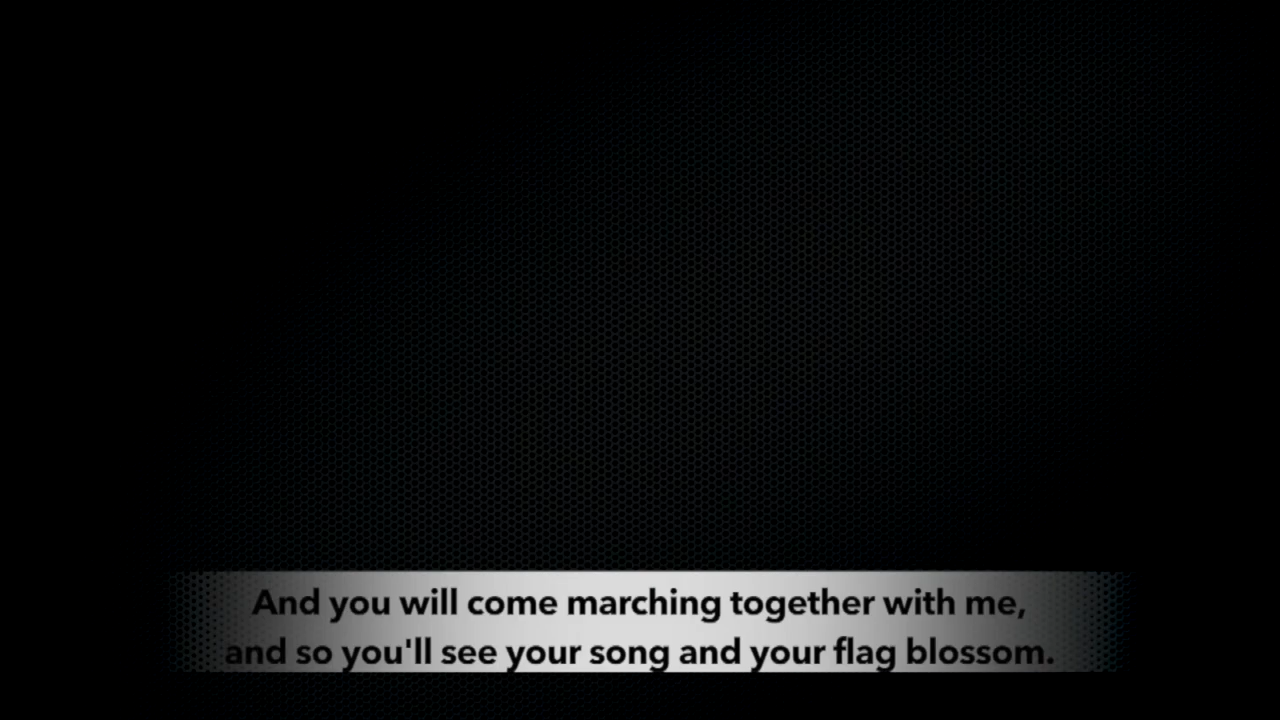 And you will come marching together with me,
and so you'll see your song and your flag blossom.